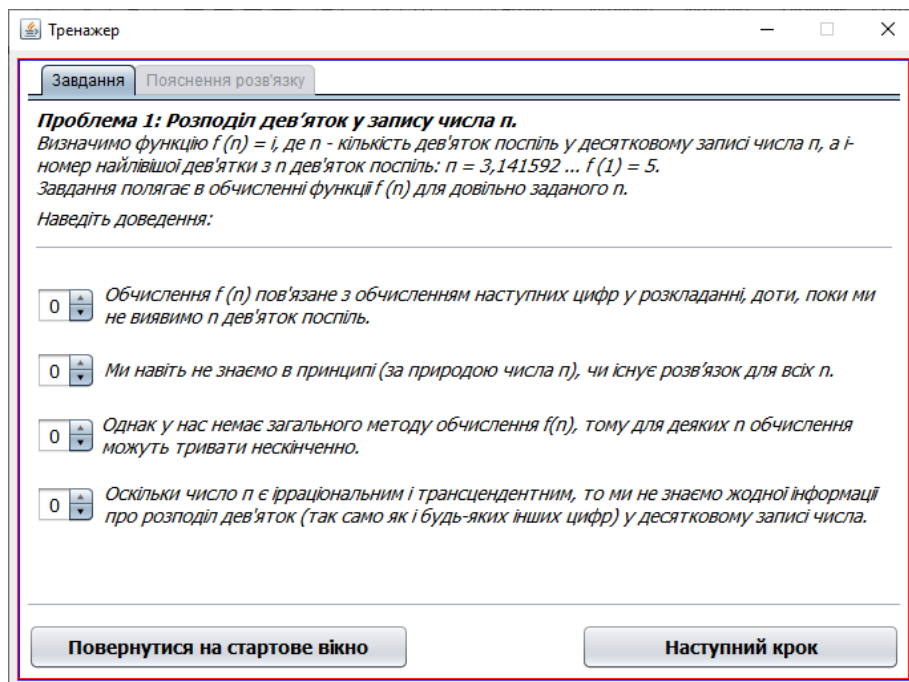 Тренажер
Завдання Пояснення розв'язку
Проблема 1: Розподіл дев’яток у запису числа п.
Визначимо функцію f (n) = i, де n - кількість дев'яток поспіль у десятковому записі числа п, а і-
номер найлівішої дев'ятки з n дев'яток поспіль: п = 3,141592 ... f (1) = 5.
Завдання полягає в обчисленні функції f (n) для довільно заданого n.
Наведіть доведення:
0 Обчислення f (n) пов'язане з обчисленням наступних цифр у розкладанні, доти, поки ми
не виявимо n дев'яток поспіль.
0 Ми навіть не знаємо в принципі (за природою числа п), чи існує розв’язок для всіх n.
0 Однак у нас немає загального методу обчислення f(n), тому для деяких n обчислення
можуть тривати нескінченно.
0 Оскільки число п є ірраціональним і трансцендентним, то ми не знаємо жодної інформації
про розподіл дев'яток (так само як і будь-яких інших цифр) у десятковому записі числа.
Повернутися на стартове вікно Наступний крок